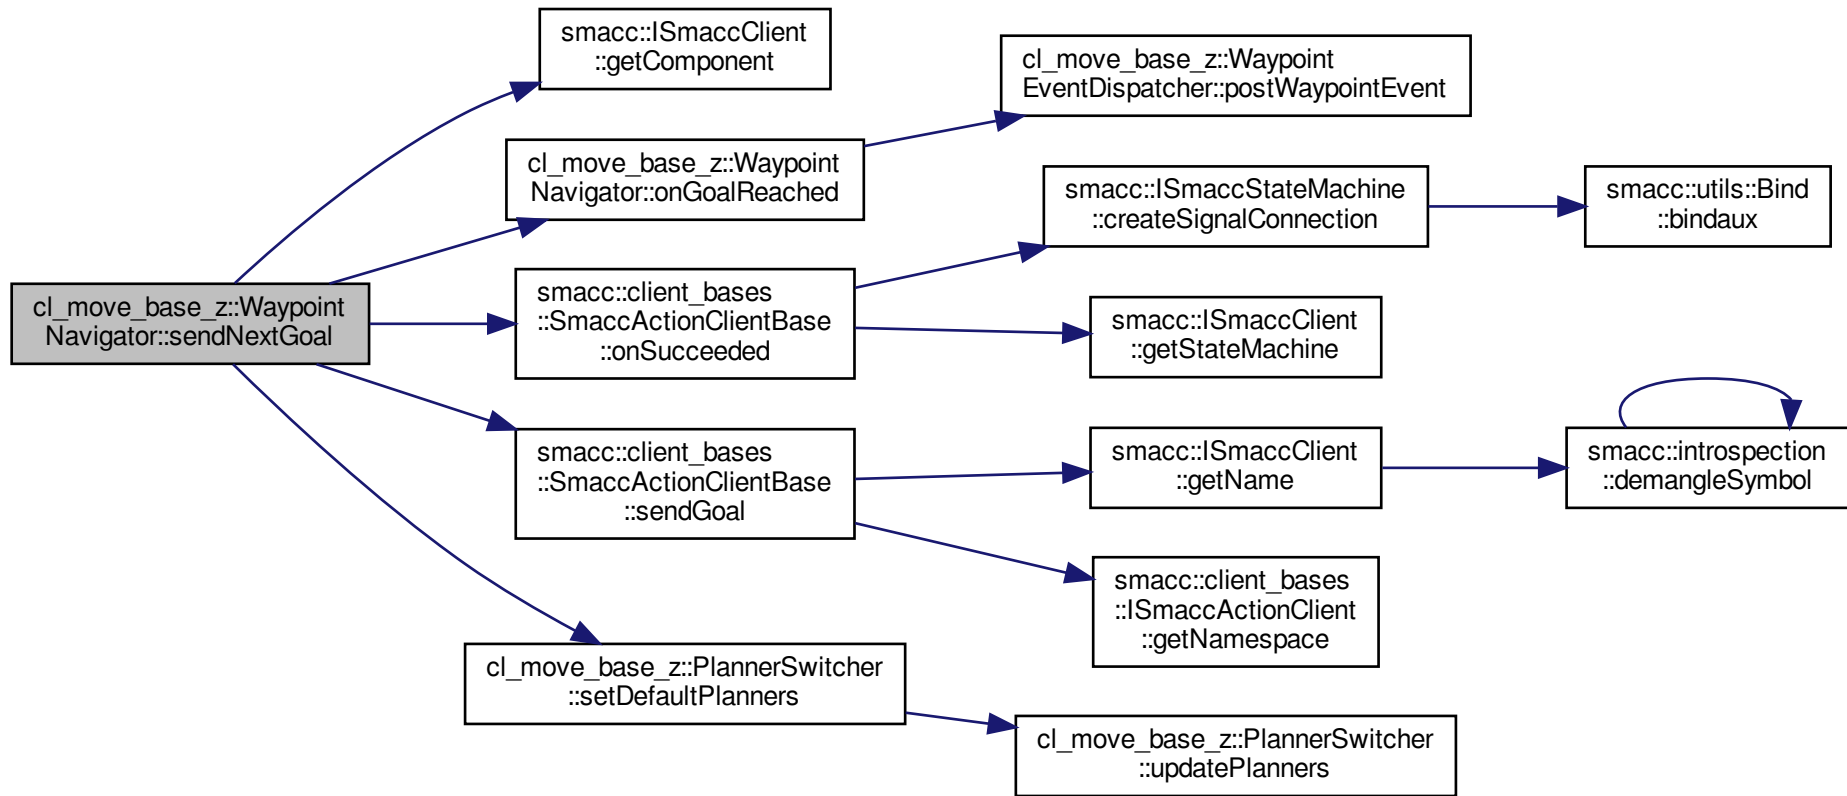 smacc::ISmaccClient
::getComponent
cl_move_base_z::Waypoint
EventDispatcher::postWaypointEvent
cl_move_base_z::Waypoint
Navigator::onGoalReached
smacc::ISmaccStateMachine
::createSignalConnection
smacc::utils::Bind
::bindaux
cl_move_base_z::Waypoint
Navigator::sendNextGoal
smacc::client_bases
::SmaccActionClientBase
::onSucceeded
smacc::ISmaccClient
::getStateMachine
smacc::client_bases
::SmaccActionClientBase
::sendGoal
smacc::ISmaccClient
::getName
smacc::introspection
::demangleSymbol
smacc::client_bases
::ISmaccActionClient
::getNamespace
cl_move_base_z::PlannerSwitcher
::setDefaultPlanners
cl_move_base_z::PlannerSwitcher
::updatePlanners